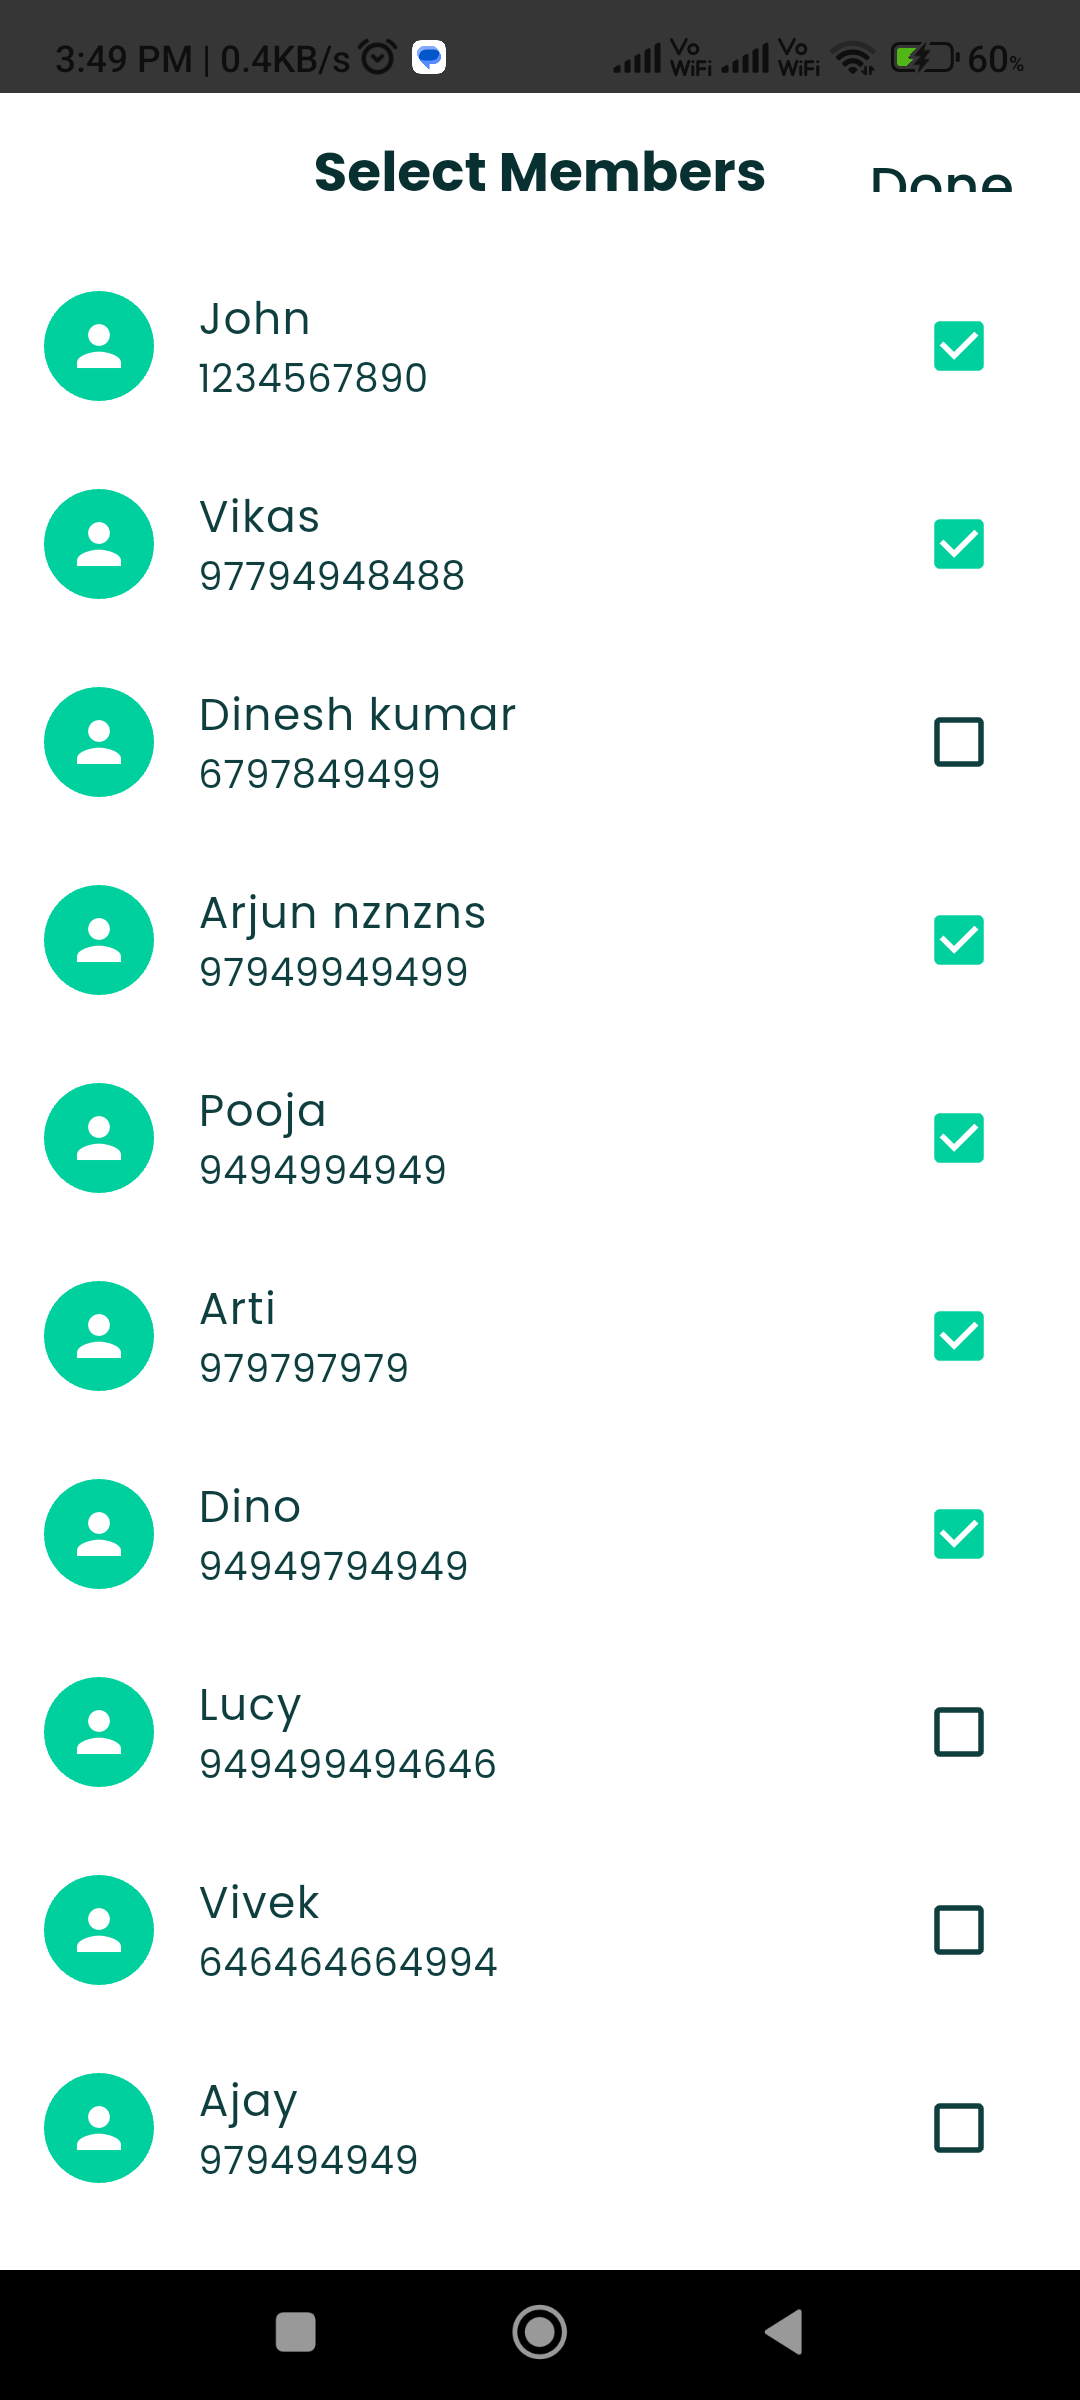 3:49 PM | 0.4KB/s Vo WiFi Vo WiFi 60%
Select Members
Done
John
1234567890
Vikas
97794948488
Dinesh kumar
6797849499
Arjun nznzns
97949949499
Pooja
9494994949
Arti
979797979
Dino
94949794949
Lucy
949499494646
Vivek
646464664994
Ajay
979494949